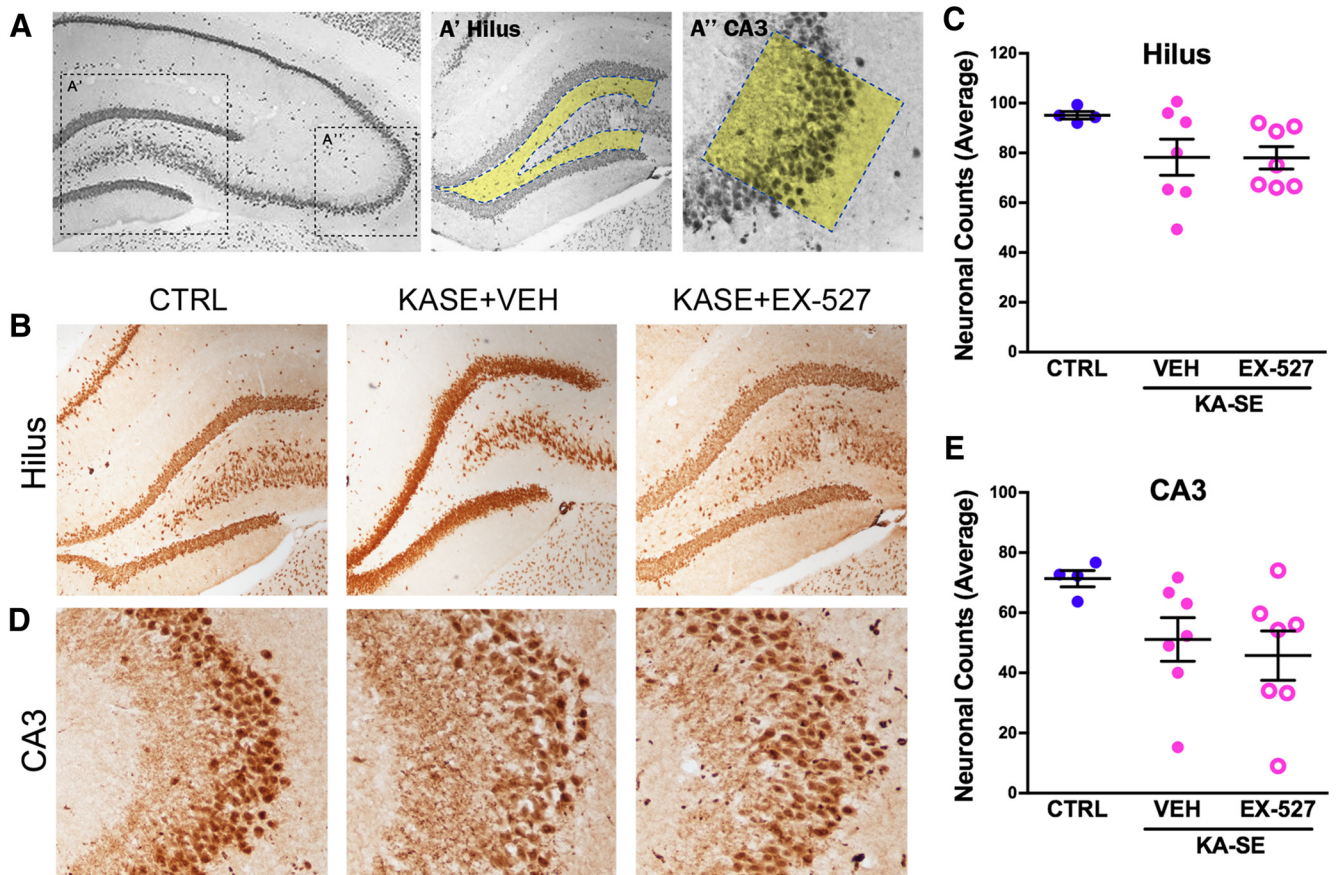 A
A'
A''
A' Hilus
A'' CA3
C
Hilus
Neuronal Counts (Average)
120
100
80
60
40
20
0
CTRL
VEH
EX-527
KA-SE
CTRL
KASE+VEH
KASE+EX-527
B
Hilus
D
CA3
E
CA3
Neuronal Counts (Average)
100
80
60
40
20
0
CTRL
VEH
EX-527
KA-SE